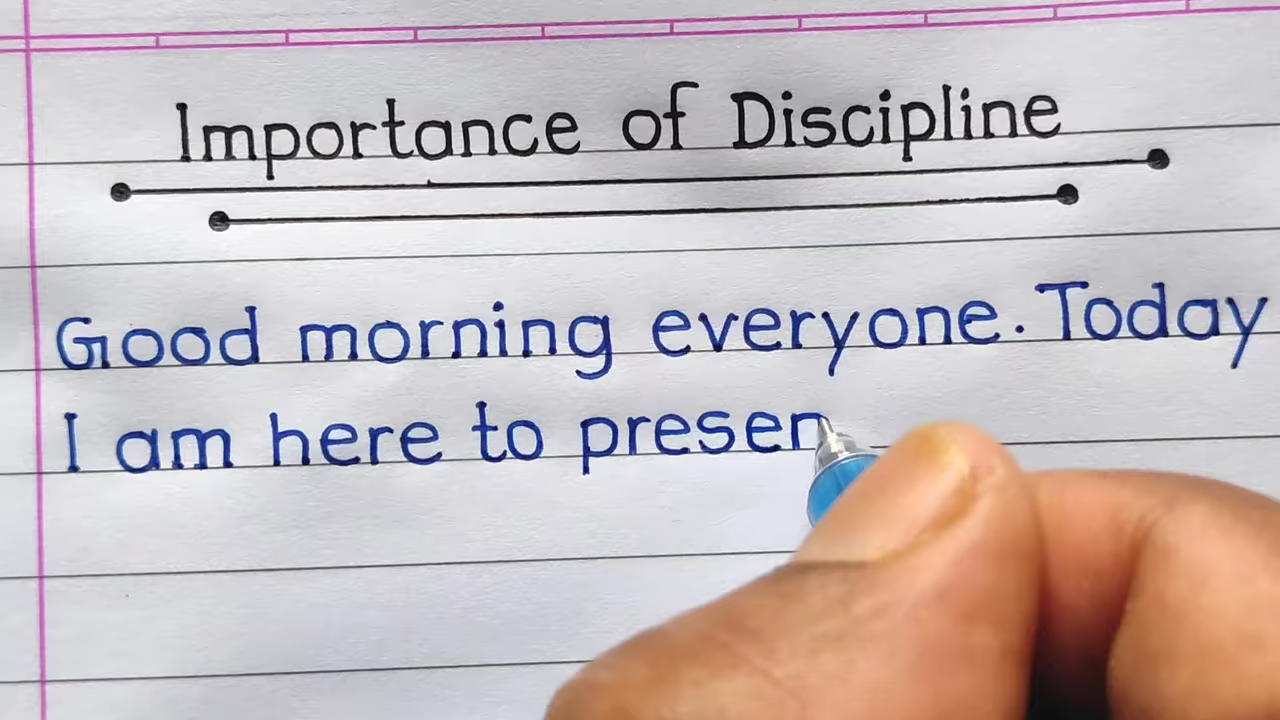 Importance of Discipline
Good morning everyone. Today
I am here to presen